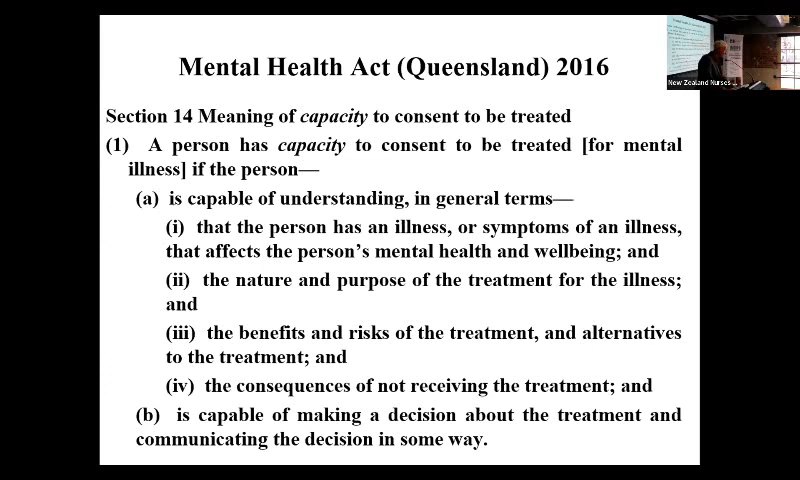 Mental Health Act (Queensland) 2016
Section 14 Meaning of capacity to consent to be treated
(1) A person has capacity to consent to be treated [for mental
illness] if the person—
(a) is capable of understanding, in general terms—
(i) that the person has an illness, or symptoms of an illness,
that affects the person's mental health and wellbeing; and
(ii) the nature and purpose of the treatment for the illness;
and
(iii) the benefits and risks of the treatment, and alternatives
to the treatment; and
(iv) the consequences of not receiving the treatment; and
(b) is capable of making a decision about the treatment and
communicating the decision in some way.
New Zealand Nurses ...